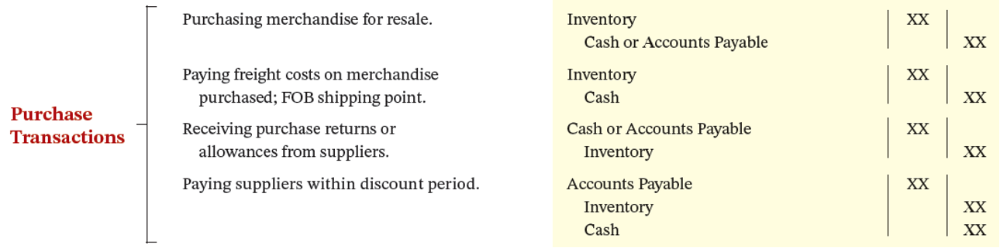 Purchase
Transactions
Purchasing merchandise for resale.
Inventory XX
Cash or Accounts Payable XX
Paying freight costs on merchandise
purchased; FOB shipping point.
Inventory XX
Cash XX
Receiving purchase returns or
allowances from suppliers.
Cash or Accounts Payable XX
Inventory XX
Paying suppliers within discount period.
Accounts Payable XX
Inventory XX
Cash XX